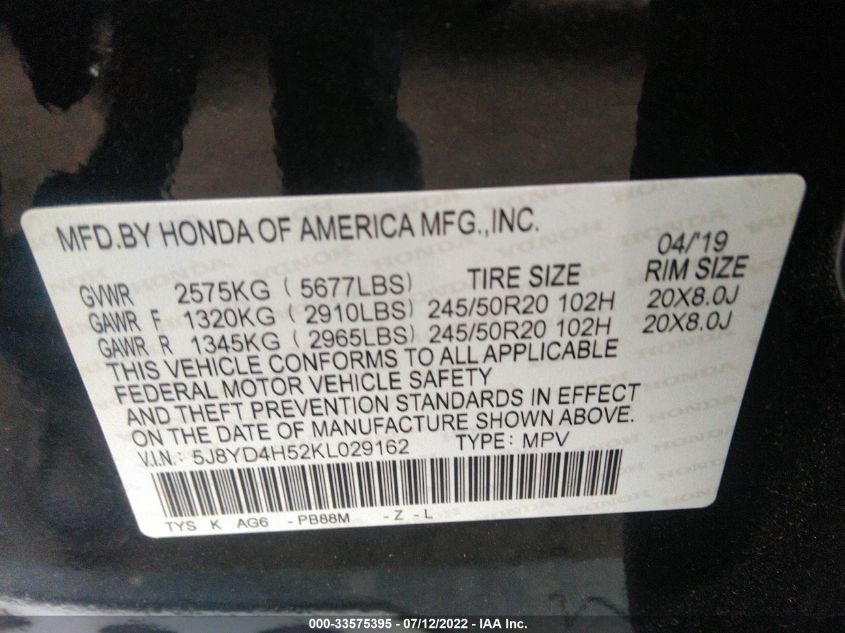 MFD.BY HONDA OF AMERICA MFG.,INC.
04/'19
GVWR 2575KG ( 5677LBS) TIRE SIZE RIM SIZE
GAWR F 1320KG ( 2910LBS) 245/50R20 102H 20X8.0J
GAWR R 1345KG ( 2965LBS) 245/50R20 102H 20X8.0J
THIS VEHICLE CONFORMS TO ALL APPLICABLE
FEDERAL MOTOR VEHICLE SAFETY
AND THEFT PREVENTION STANDARDS IN EFFECT
ON THE DATE OF MANUFACTURE SHOWN ABOVE.
V.I.N.: 5J8YD4H52KL029162 TYPE: MPV
TYS K AG6 -PB88M -Z -L
000-33575395 - 07/12/2022 - IAA Inc.